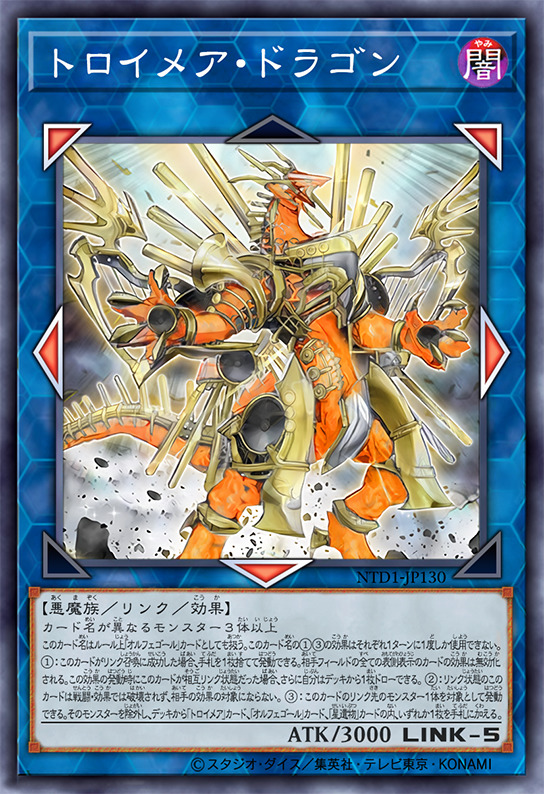 トロイメア・ドラゴン
闇
やみ
NTD1-JP130
【悪魔族／リンク／効果】
カード名が異なるモンスター３体以上
このカード名はルール上「オルフェゴール」カードとしても扱う。このカード名の①③の効果はそれぞれ１ターンに１度しか使用できない。
①：このカードがリンク召喚に成功した場合、手札を１枚捨てて発動できる。相手フィールドの全ての表側表示のカードの効果は無効化
される。この効果の発動時にこのカードが相互リンク状態だった場合、さらに自分はデッキから１枚ドローできる。②：リンク状態のこの
カードは戦闘・効果では破壊されず、相手の効果の対象にならない。③：このカードのリンク先のモンスター１体を対象として発動
できる。そのモンスターを除外し、デッキから「トロイメア」カード、「オルフェゴール」カード、「星遺物」カードの内、いずれか１枚を手札に加える。
ATK/3000 LINK-5
©スタジオ・ダイス／集英社・テレビ東京・KONAMI